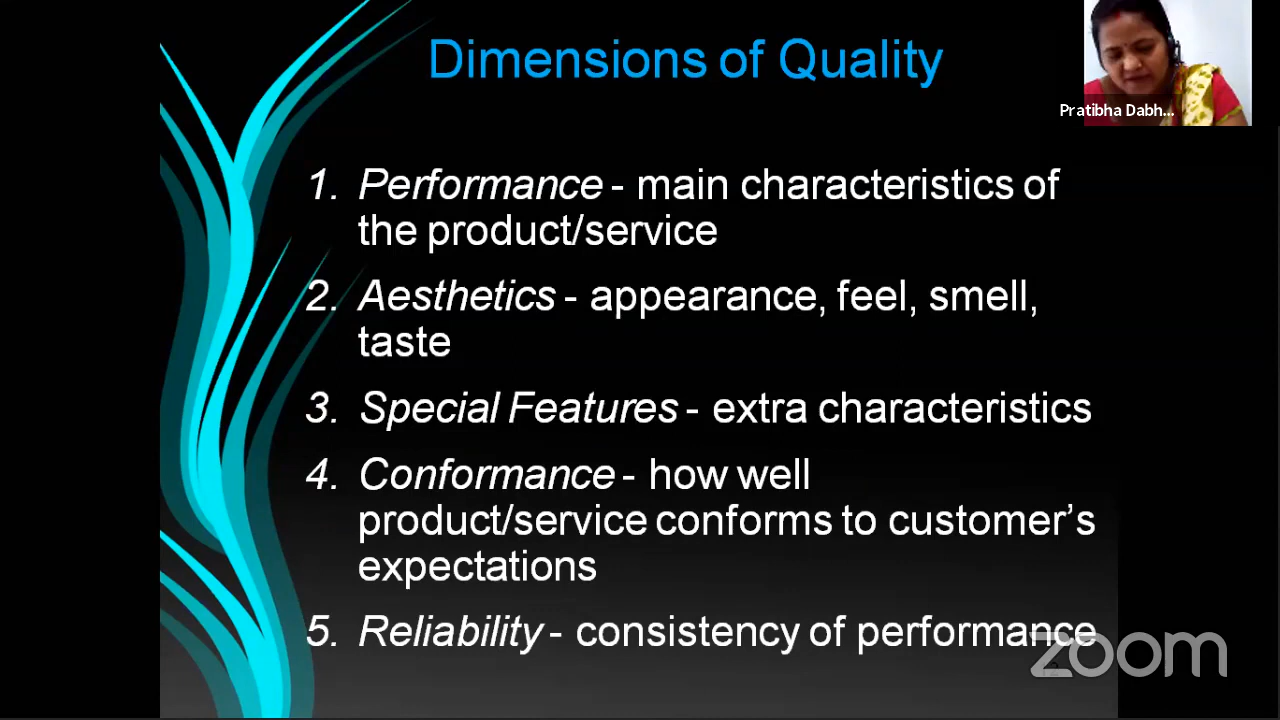 Dimensions of Quality
Pratibha Dabh...
1. Performance - main characteristics of
the product/service
2. Aesthetics - appearance, feel, smell,
taste
3. Special Features - extra characteristics
4. Conformance - how well
product/service conforms to customer’s
expectations
5. Reliability - consistency of performance
zoom